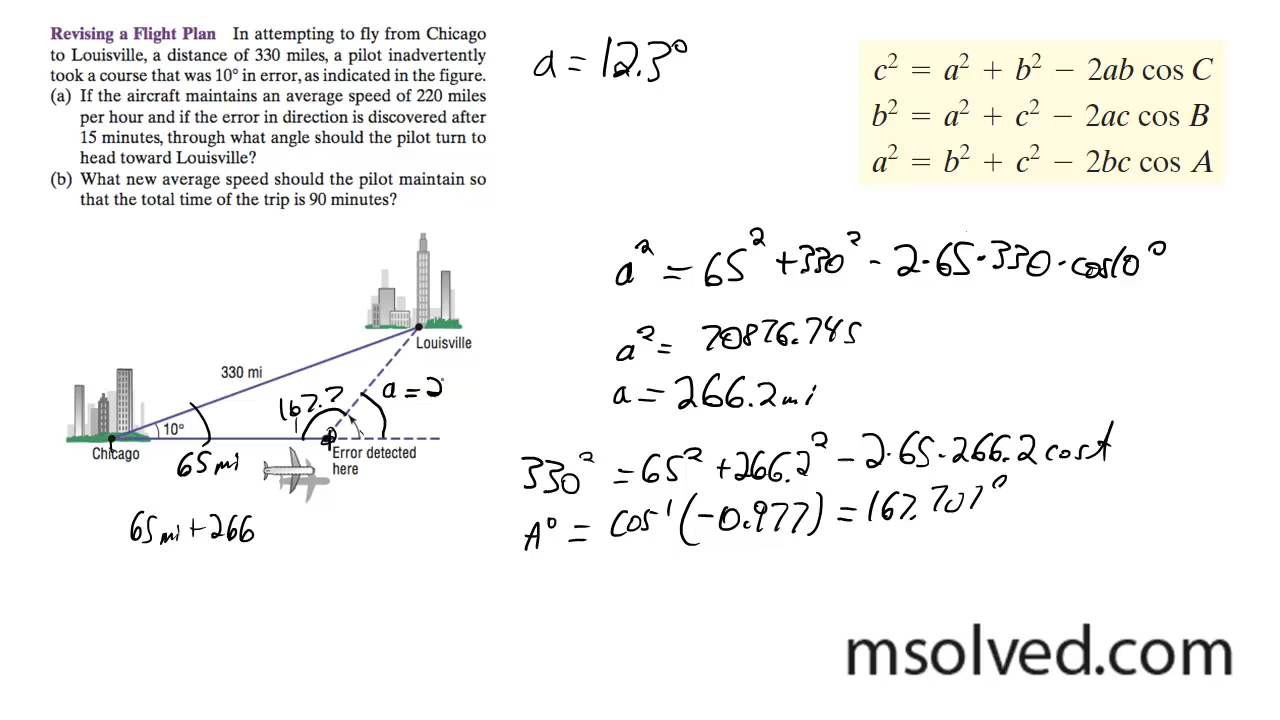 Revising a Flight Plan In attempting to fly from Chicago
to Louisville, a distance of 330 miles, a pilot inadvertently
took a course that was 10° in error, as indicated in the figure.
(a) If the aircraft maintains an average speed of 220 miles
per hour and if the error in direction is discovered after
15 minutes, through what angle should the pilot turn to
head toward Louisville?
(b) What new average speed should the pilot maintain so
that the total time of the trip is 90 minutes?
a = 12.3°
c² = a² + b² − 2ab cos C
b² = a² + c² − 2ac cos B
a² = b² + c² − 2bc cos A
a² = 65² + 330² - 2·65·330·cos10°
a² = 70876.745
a = 266.2mi
330² = 65² + 266.2² - 2·65·266.2 cosA
A° = cos⁻¹(-0.977) = 167.707°
Louisville
330 mi
a = 2
167.7
10°
Chicago
65 mi
Error detected
here
65mi + 266
msolved.com